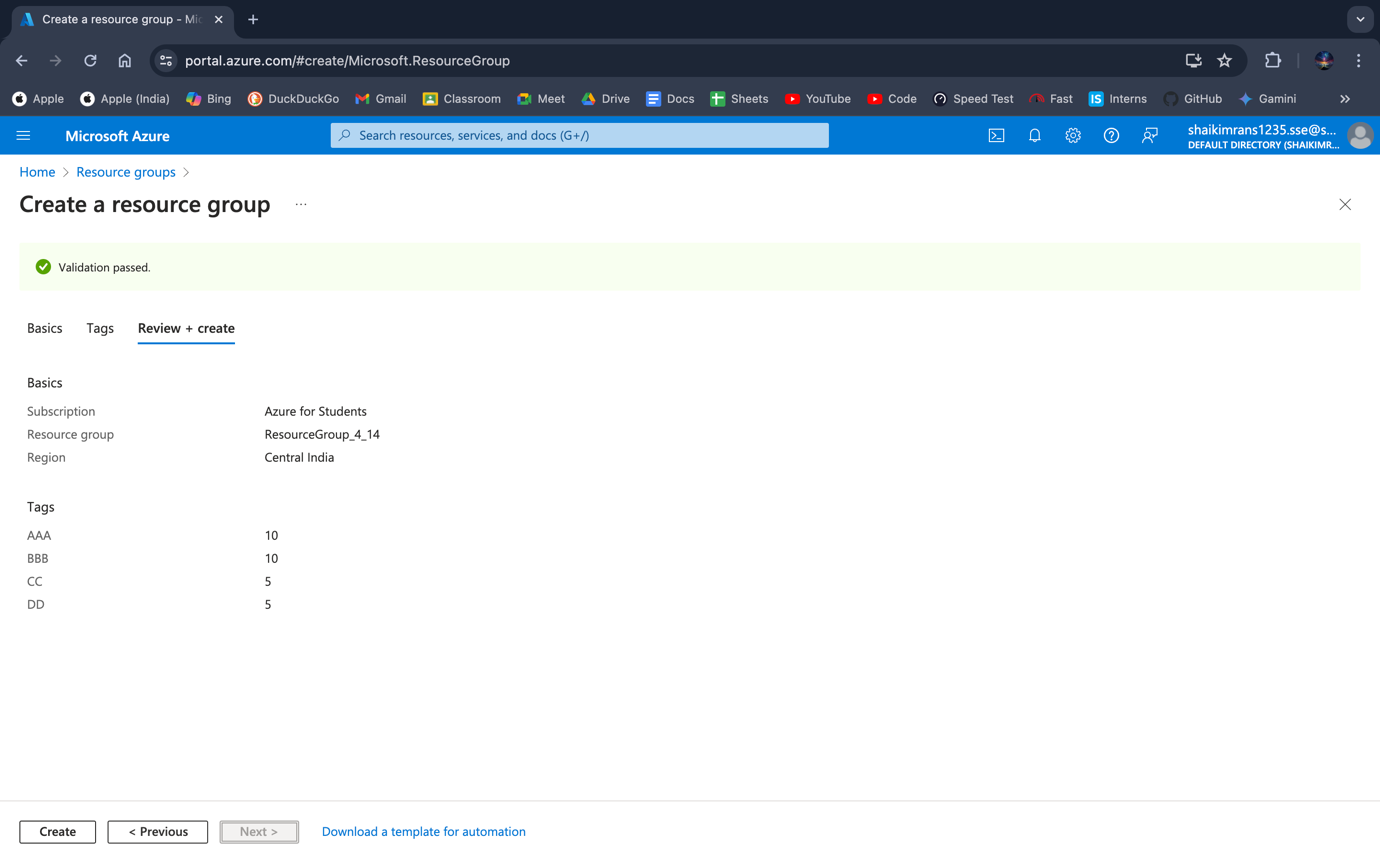 Create a resource group - Mic
portal.azure.com/#create/Microsoft.ResourceGroup
Apple Apple (India) Bing DuckDuckGo Gmail Classroom Meet Drive Docs Sheets YouTube Code Speed Test Fast IS Interns GitHub Gamini
Microsoft Azure Search resources, services, and docs (G+/) shaikimrans1235.sse@s...
DEFAULT DIRECTORY (SHAIKIMR...
Home > Resource groups >
Create a resource group ...
Validation passed.
Basics Tags Review + create
Basics
Subscription Azure for Students
Resource group ResourceGroup_4_14
Region Central India
Tags
AAA 10
BBB 10
CC 5
DD 5
Create < Previous Next > Download a template for automation